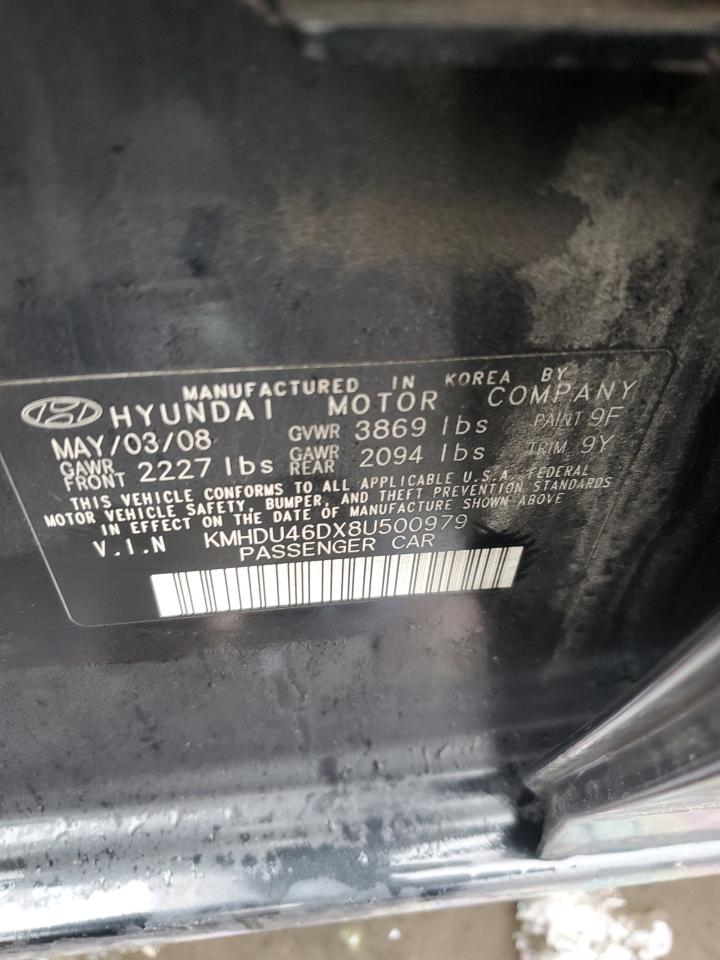 MANUFACTURED IN KOREA BY
HYUNDAI MOTOR COMPANY
MAY/03/08 GVWR 3869 lbs PAINT 9F
GAWR FRONT 2227 lbs GAWR REAR 2094 lbs TRIM 9Y
THIS VEHICLE CONFORMS TO ALL APPLICABLE U.S.A. FEDERAL
MOTOR VEHICLE SAFETY, BUMPER, AND THEFT PREVENTION STANDARDS
IN EFFECT ON THE DATE OF MANUFACTURE SHOWN ABOVE
V.I.N KMHDU46DX8U500979
PASSENGER CAR